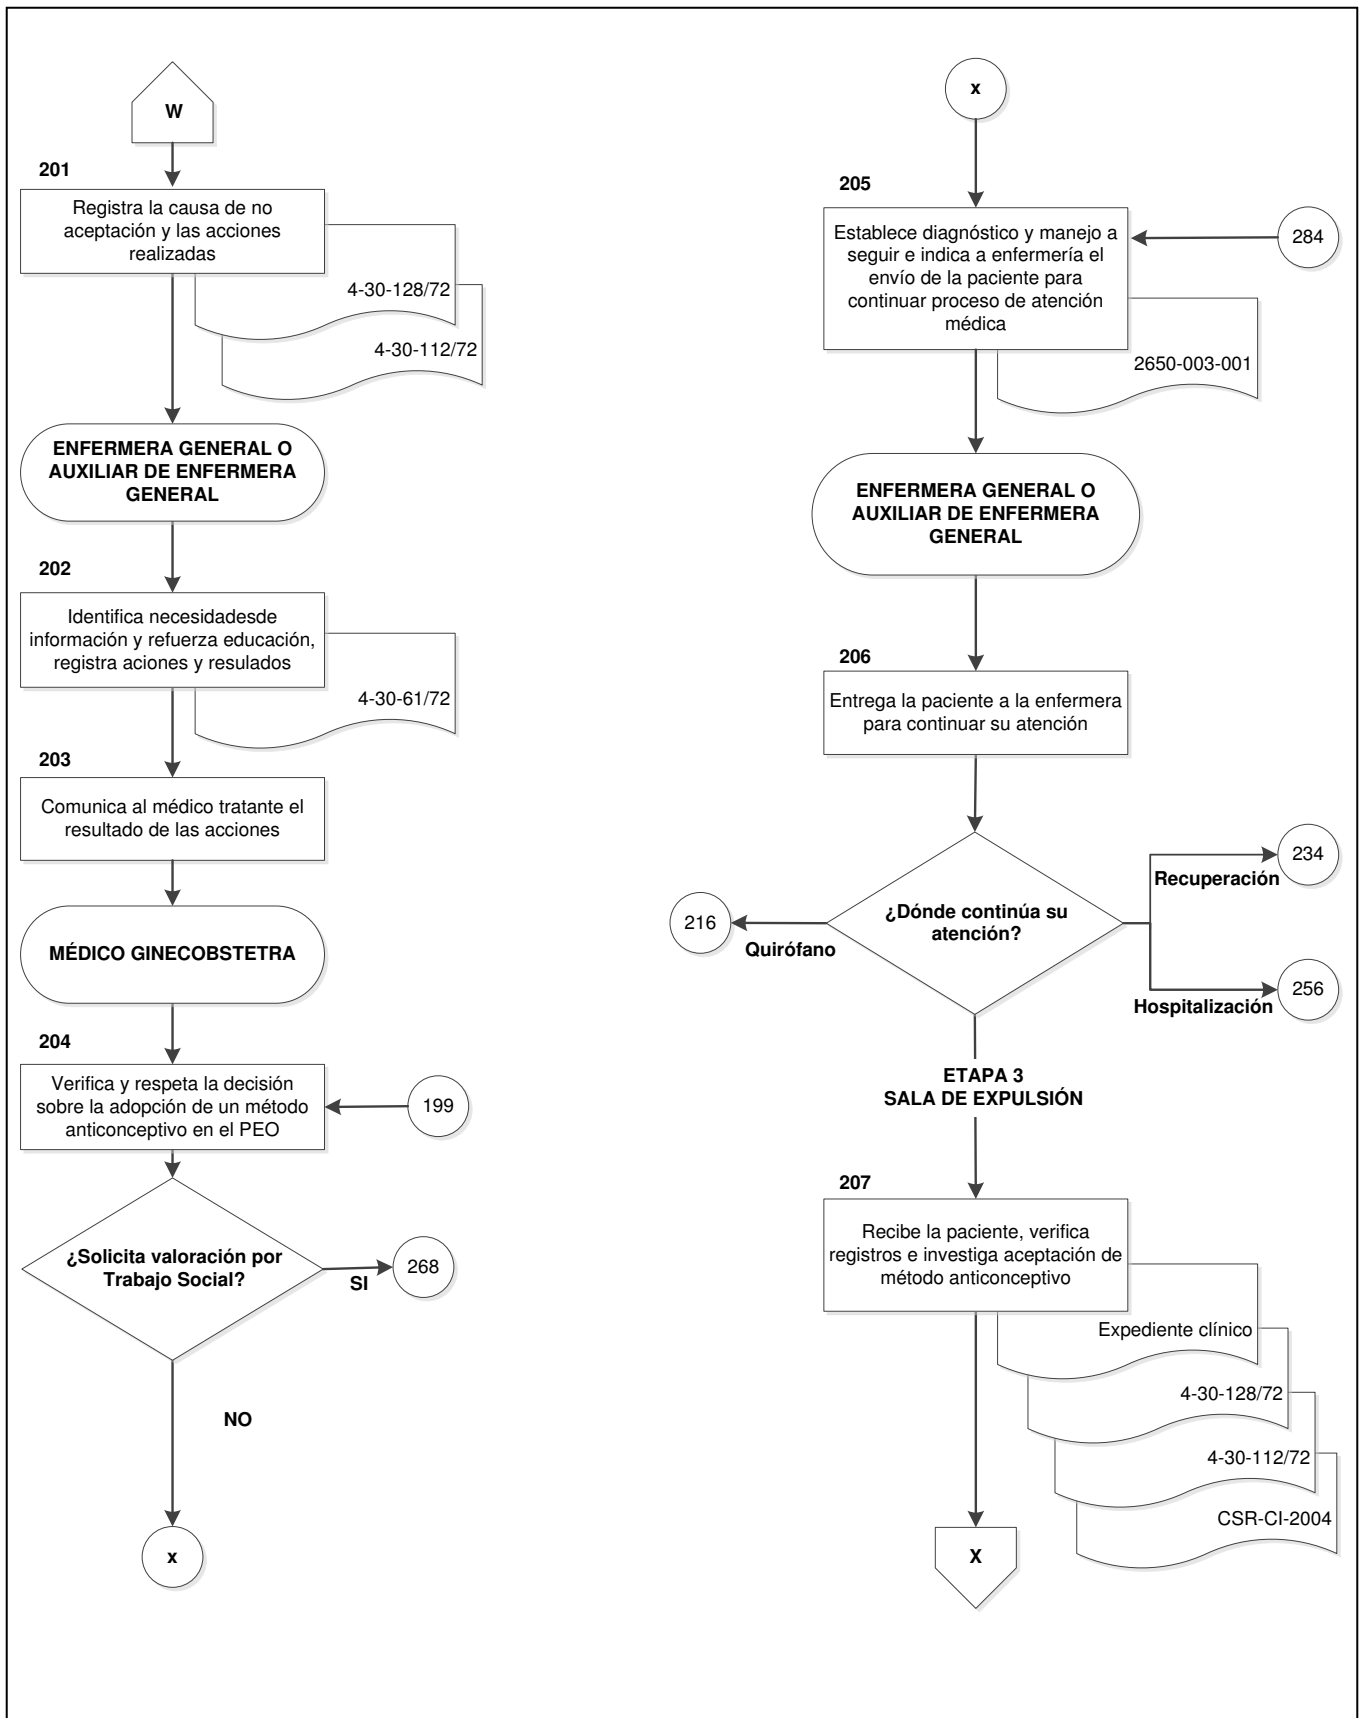 W
201
Registra la causa de no
aceptación y las acciones
realizadas
4-30-128/72
4-30-112/72
ENFERMERA GENERAL O
AUXILIAR DE ENFERMERA
GENERAL
202
Identifica necesidadesde
información y refuerza educación,
registra aciones y resulados
4-30-61/72
203
Comunica al médico tratante el
resultado de las acciones
MÉDICO GINECOBSTETRA
204
Verifica y respeta la decisión
sobre la adopción de un método
anticonceptivo en el PEO
199
¿Solicita valoración por
Trabajo Social?
SI
268
NO
x
x
205
Establece diagnóstico y manejo a
seguir e indica a enfermería el
envío de la paciente para
continuar proceso de atención
médica
284
2650-003-001
ENFERMERA GENERAL O
AUXILIAR DE ENFERMERA
GENERAL
206
Entrega la paciente a la enfermera
para continuar su atención
¿Dónde continúa su
atención?
216
Quirófano
234
Recuperación
256
Hospitalización
ETAPA 3
SALA DE EXPULSIÓN
207
Recibe la paciente, verifica
registros e investiga aceptación de
método anticonceptivo
Expediente clínico
4-30-128/72
4-30-112/72
CSR-CI-2004
X